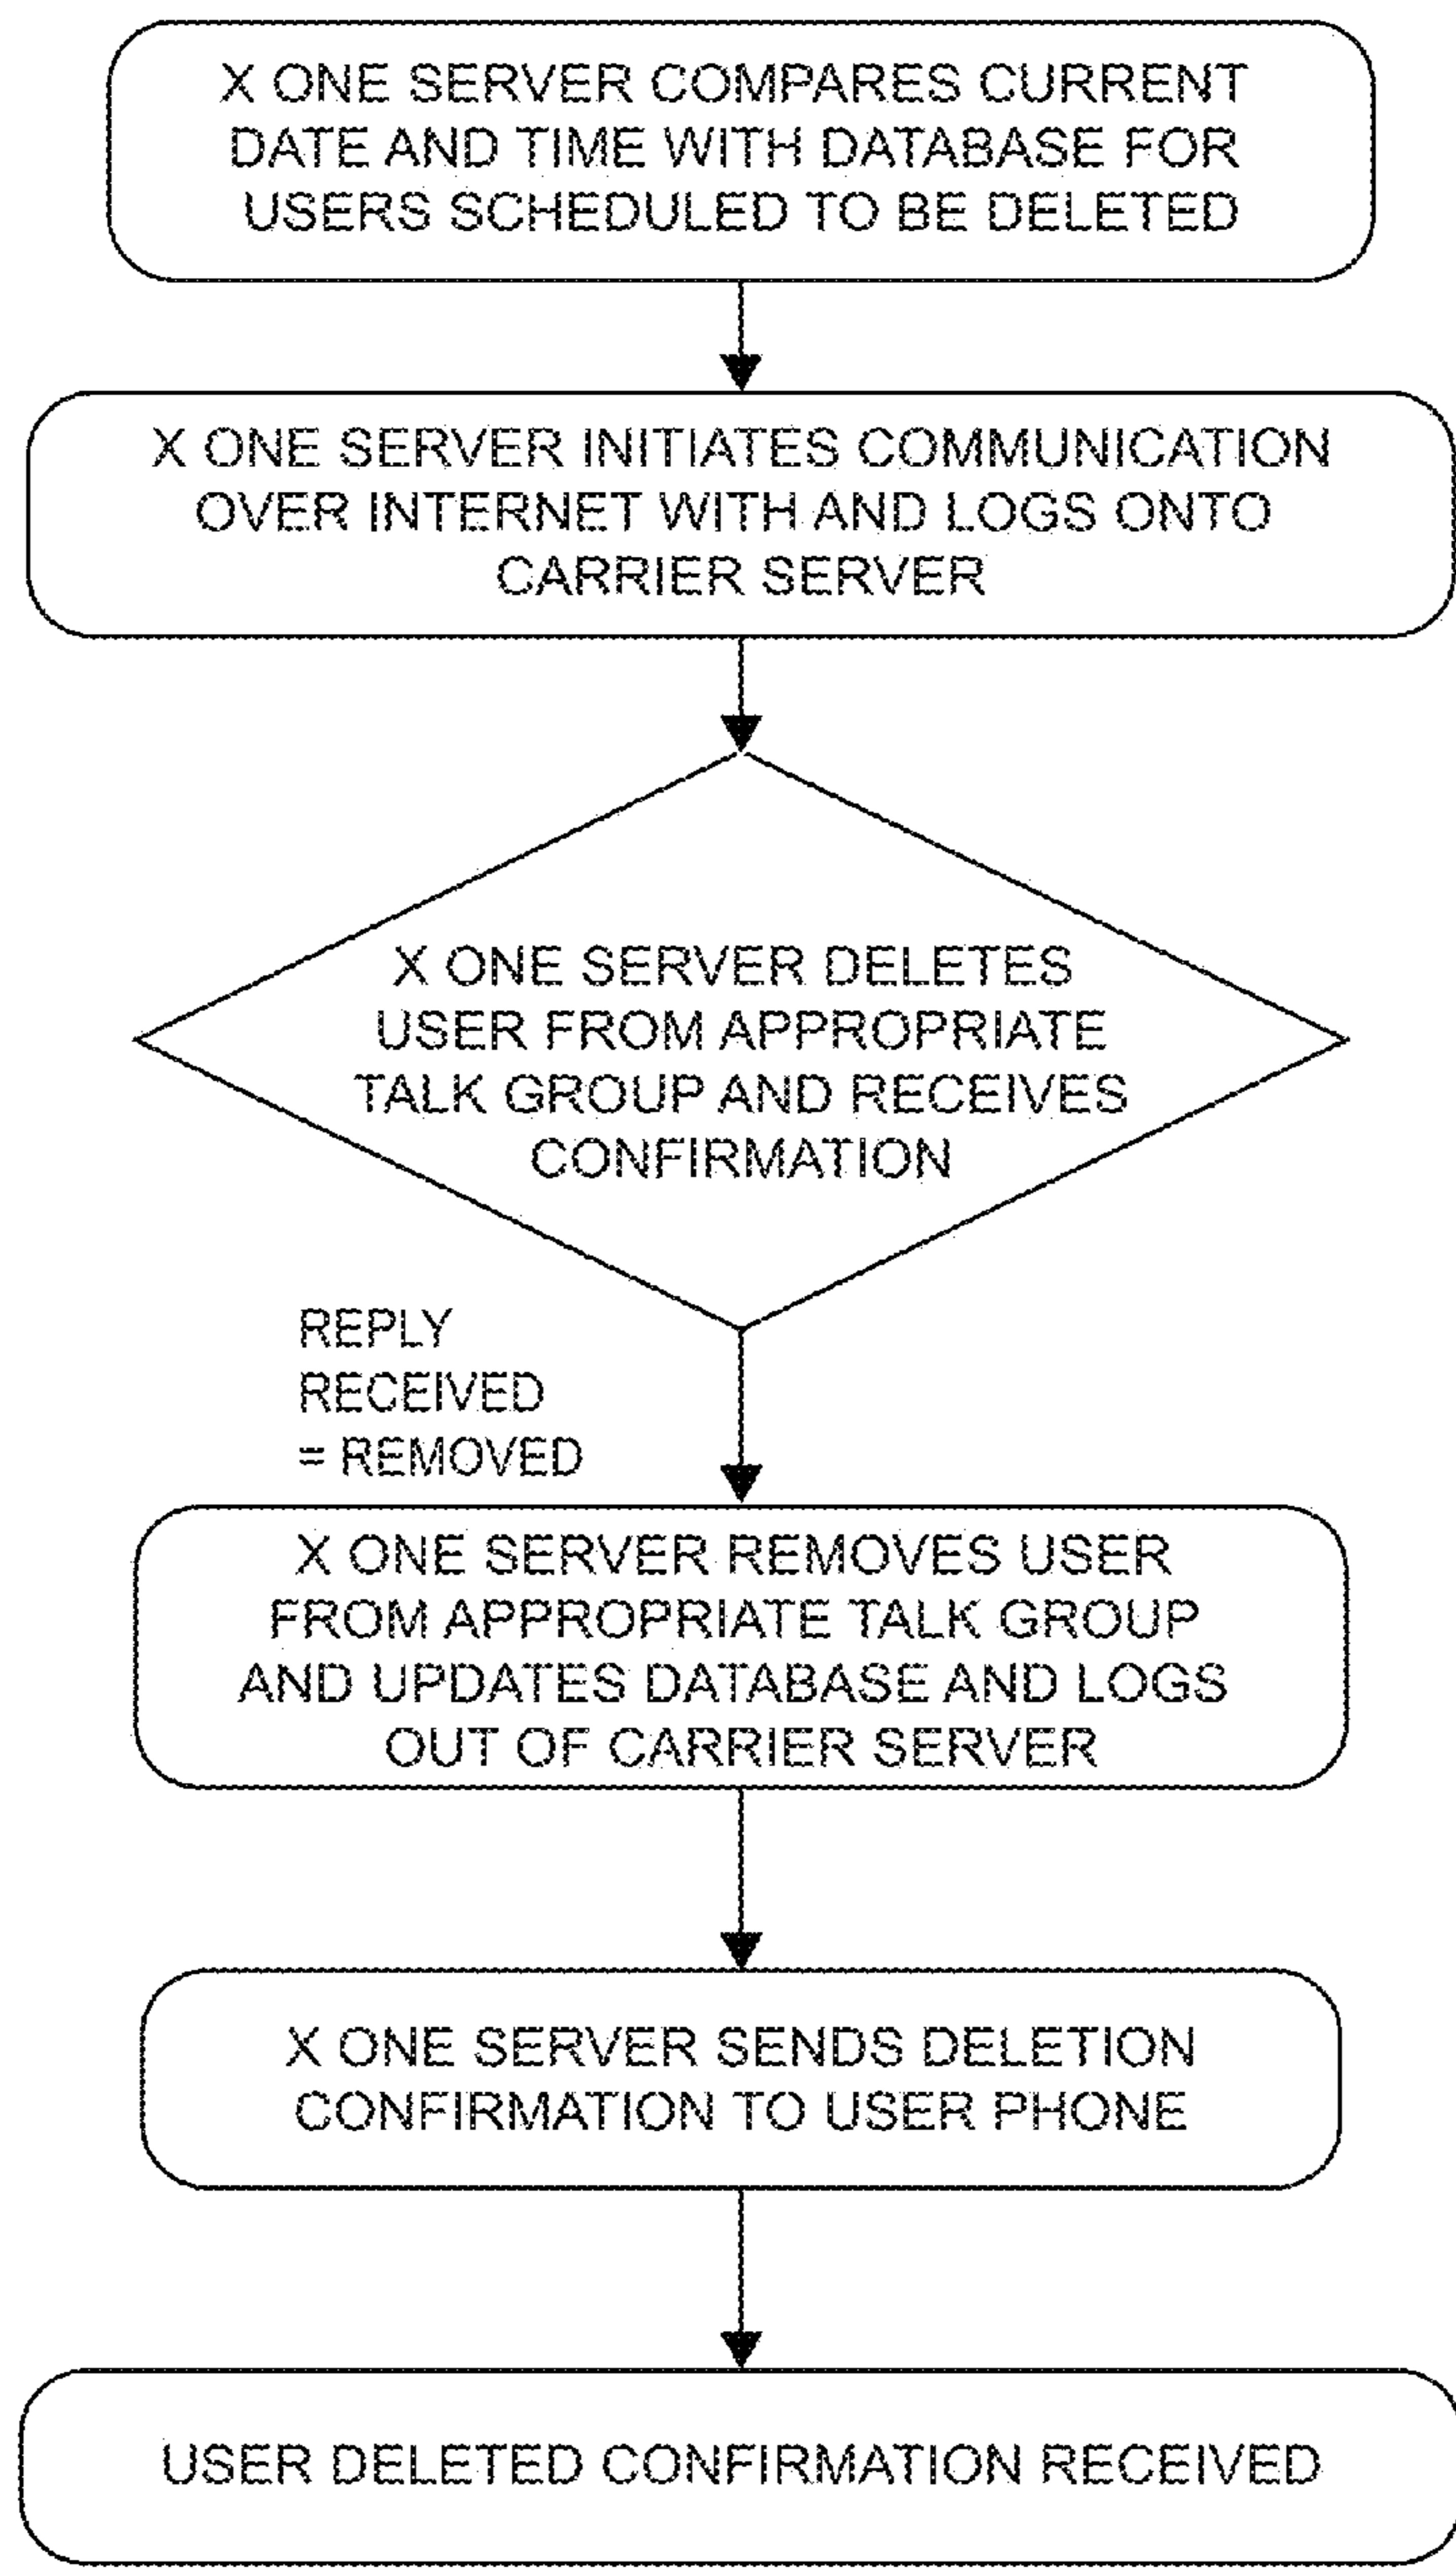 X ONE SERVER COMPARES CURRENT
DATE AND TIME WITH DATABASE FOR
USERS SCHEDULED TO BE DELETED
X ONE SERVER INITIATES COMMUNICATION
OVER INTERNET WITH AND LOGS ONTO
CARRIER SERVER
X ONE SERVER DELETES
USER FROM APPROPRIATE
TALK GROUP AND RECEIVES
CONFIRMATION
REPLY
RECEIVED
= REMOVED
X ONE SERVER REMOVES USER
FROM APPROPRIATE TALK GROUP
AND UPDATES DATABASE AND LOGS
OUT OF CARRIER SERVER
X ONE SERVER SENDS DELETION
CONFIRMATION TO USER PHONE
USER DELETED CONFIRMATION RECEIVED